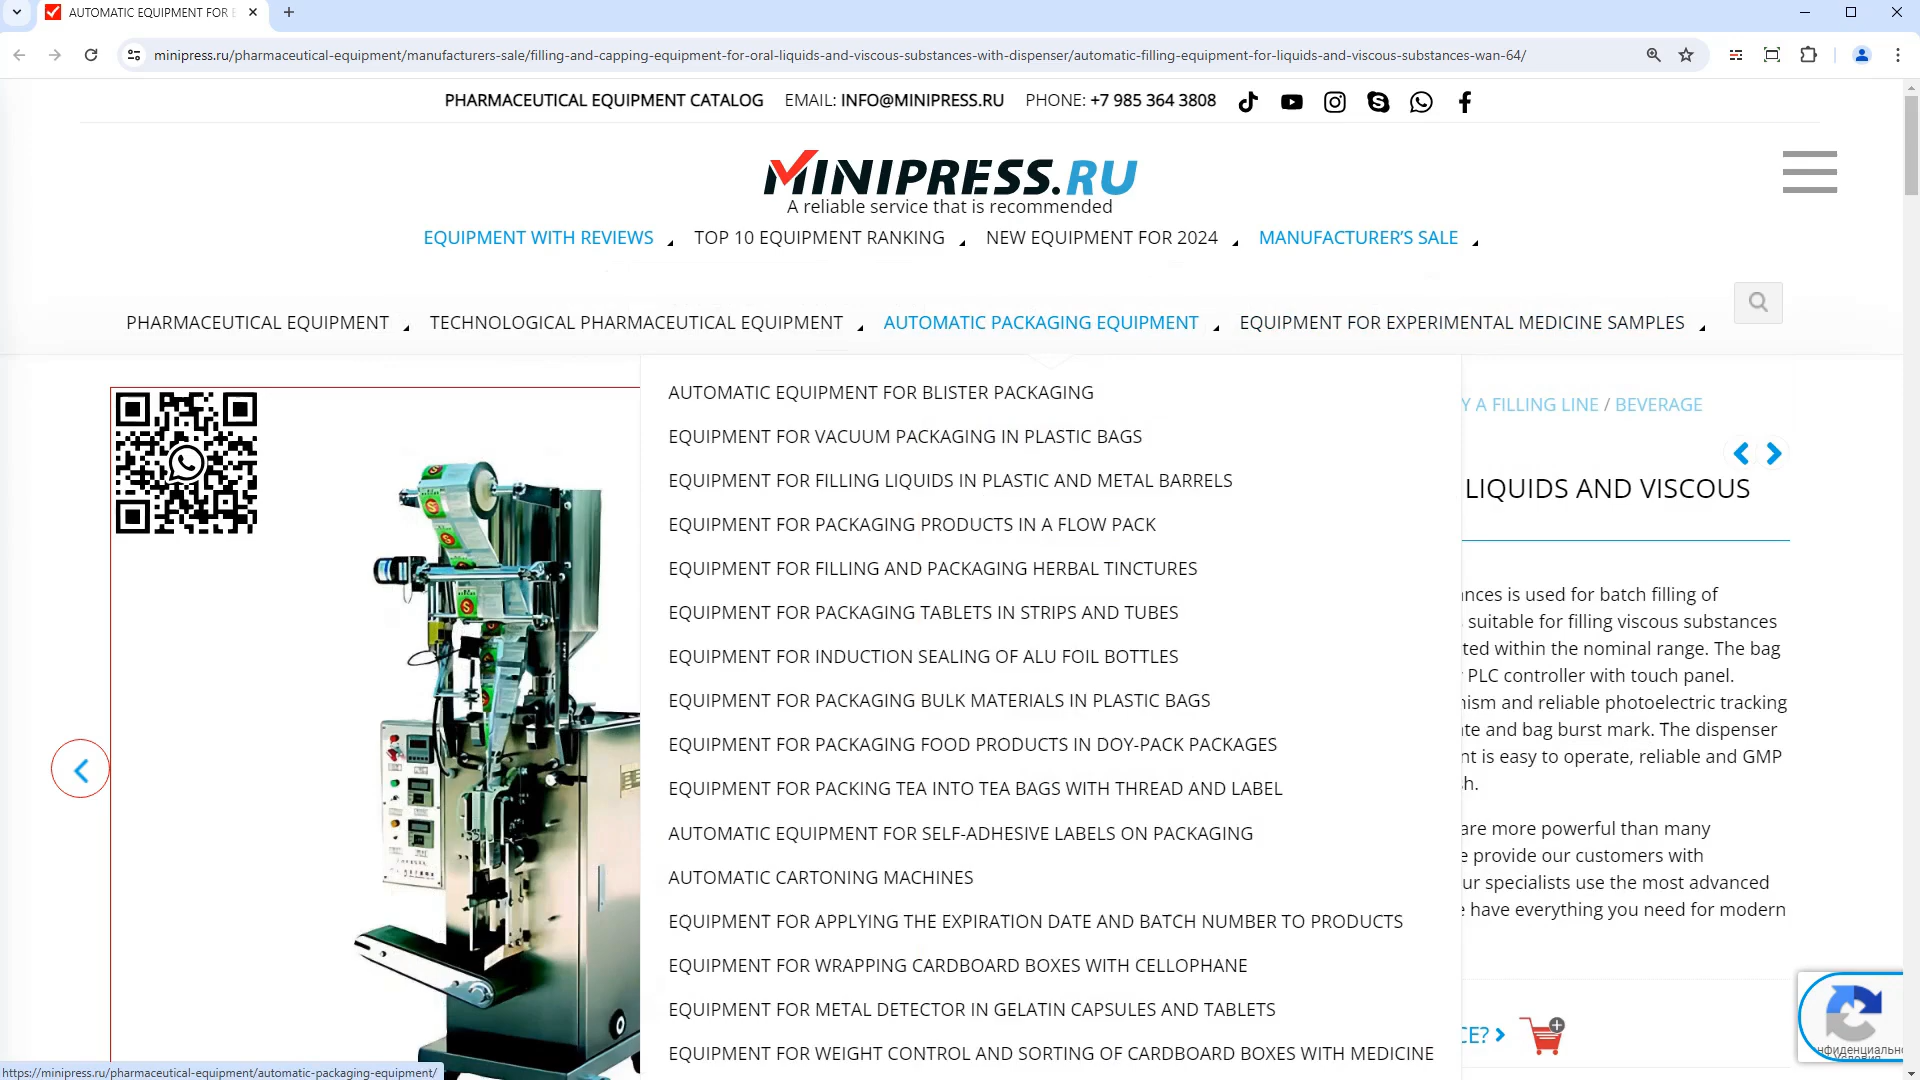 AUTOMATIC EQUIPMENT FOR E
minipress.ru/pharmaceutical-equipment/manufacturers-sale/filling-and-capping-equipment-for-oral-liquids-and-viscous-substances-with-dispenser/automatic-filling-equipment-for-liquids-and-viscous-substances-wan-64/
PHARMACEUTICAL EQUIPMENT CATALOG EMAIL: INFO@MINIPRESS.RU PHONE: +7 985 364 3808
MINIPRESS.RU
A reliable service that is recommended
EQUIPMENT WITH REVIEWS TOP 10 EQUIPMENT RANKING NEW EQUIPMENT FOR 2024 MANUFACTURER'S SALE
PHARMACEUTICAL EQUIPMENT TECHNOLOGICAL PHARMACEUTICAL EQUIPMENT AUTOMATIC PACKAGING EQUIPMENT EQUIPMENT FOR EXPERIMENTAL MEDICINE SAMPLES
AUTOMATIC EQUIPMENT FOR BLISTER PACKAGING
EQUIPMENT FOR VACUUM PACKAGING IN PLASTIC BAGS
EQUIPMENT FOR FILLING LIQUIDS IN PLASTIC AND METAL BARRELS
EQUIPMENT FOR PACKAGING PRODUCTS IN A FLOW PACK
EQUIPMENT FOR FILLING AND PACKAGING HERBAL TINCTURES
EQUIPMENT FOR PACKAGING TABLETS IN STRIPS AND TUBES
EQUIPMENT FOR INDUCTION SEALING OF ALU FOIL BOTTLES
EQUIPMENT FOR PACKAGING BULK MATERIALS IN PLASTIC BAGS
EQUIPMENT FOR PACKAGING FOOD PRODUCTS IN DOY-PACK PACKAGES
EQUIPMENT FOR PACKING TEA INTO TEA BAGS WITH THREAD AND LABEL
AUTOMATIC EQUIPMENT FOR SELF-ADHESIVE LABELS ON PACKAGING
AUTOMATIC CARTONING MACHINES
EQUIPMENT FOR APPLYING THE EXPIRATION DATE AND BATCH NUMBER TO PRODUCTS
EQUIPMENT FOR WRAPPING CARDBOARD BOXES WITH CELLOPHANE
EQUIPMENT FOR METAL DETECTOR IN GELATIN CAPSULES AND TABLETS
EQUIPMENT FOR WEIGHT CONTROL AND SORTING OF CARDBOARD BOXES WITH MEDICINE
Y A FILLING LINE / BEVERAGE
LIQUIDS AND VISCOUS
nces is used for batch filling of
suitable for filling viscous substances
ted within the nominal range. The bag
PLC controller with touch panel.
nism and reliable photoelectric tracking
te and bag burst mark. The dispenser
nt is easy to operate, reliable and GMP
sh.
are more powerful than many
e provide our customers with
ur specialists use the most advanced
e have everything you need for modern
CE?
нфиденциально
Условия
https://minipress.ru/pharmaceutical-equipment/automatic-packaging-equipment/